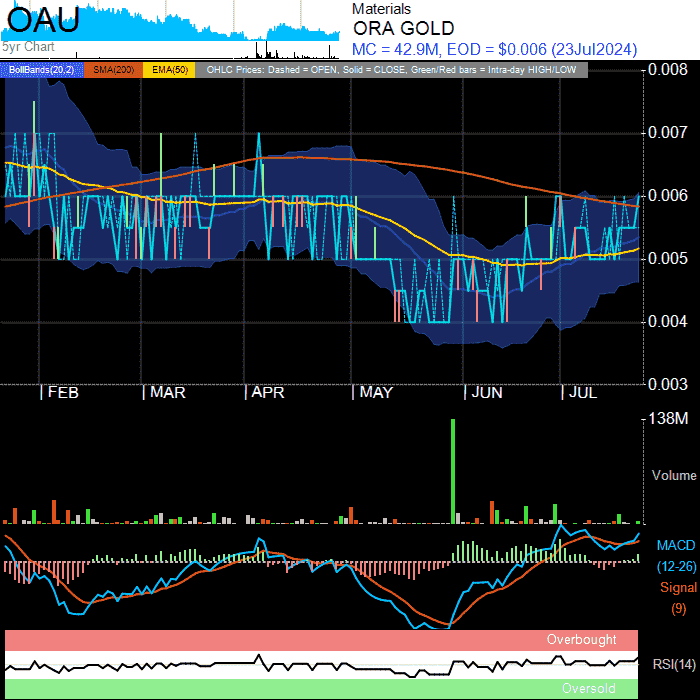 OAU
5yr Chart
Materials
ORA GOLD
MC = 42.9M, EOD = $0.006 (23Jul2024)
BollBands(20,2) SMA(200) EMA(50) OHLC Prices: Dashed = OPEN, Solid = CLOSE, Green/Red bars = Intra-day HIGH/LOW
0.008
0.007
0.006
0.005
0.004
0.003
| FEB | MAR | APR | MAY | JUN | JUL
138M
Volume
MACD
(12-26)
Signal
(9)
Overbought
RSI(14)
Oversold